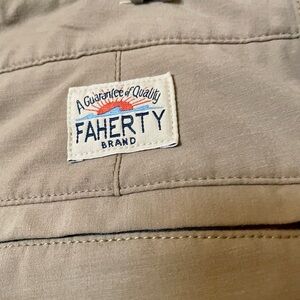 A Guarantee of Quality
FAHERTY
BRAND